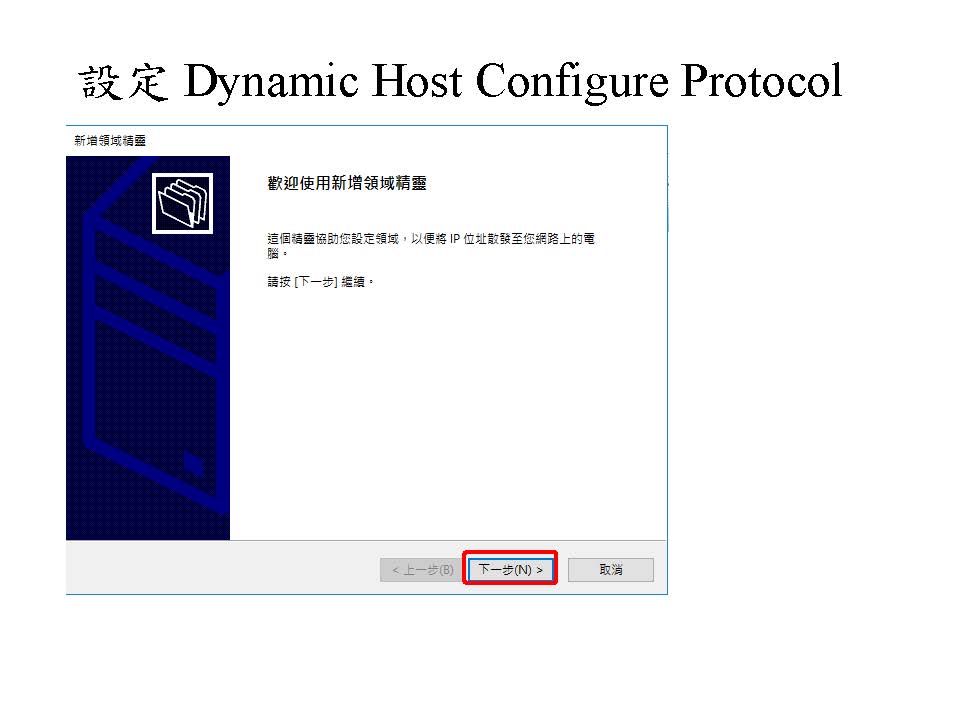 設定 Dynamic Host Configure Protocol
新增領域精靈
歡迎使用新增領域精靈
這個精靈協助您設定領域，以便將 IP 位址散發至您網路上的電
腦。
請按 [下一步] 繼續。
< 上一步(B) 下一步(N) > 取消